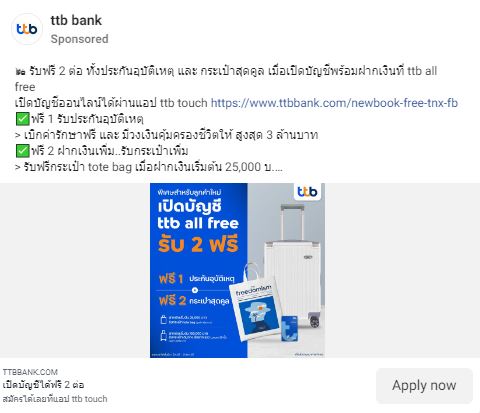 ttb
ttb bank
Sponsored
รับฟรี 2 ต่อ ทั้งประกันอุบัติเหตุ และ กระเป๋าสุดคูล เมื่อเปิดบัญชีพร้อมฝากเงินที่ ttb all
free
เปิดบัญชีออนไลน์ได้ผ่านแอป ttb touch https://www.ttbbank.com/newbook-free-tnx-fb
✅ฟรี 1 รับประกันอุบัติเหตุ
> เบิกค่ารักษาฟรี และ มีวงเงินคุ้มครองชีวิตให้ สูงสุด 3 ล้านบาท
✅ฟรี 2 ฝากเงินเพิ่ม..รับกระเป๋าเพิ่ม
> รับฟรีกระเป๋า tote bag เมื่อฝากเงินเริ่มต้น 25,000 บ....
พิเศษสำหรับลูกค้าใหม่
ttb
เปิดบัญชี
ttb all free
รับ 2 ฟรี
ฟรี 1 ประกันอุบัติเหตุ
+
ฟรี 2 กระเป๋าสุดคูล
freedomism
TTBBANK.COM
เปิดบัญชีได้ฟรี 2 ต่อ
สมัครได้เลยที่แอป ttb touch
Apply now